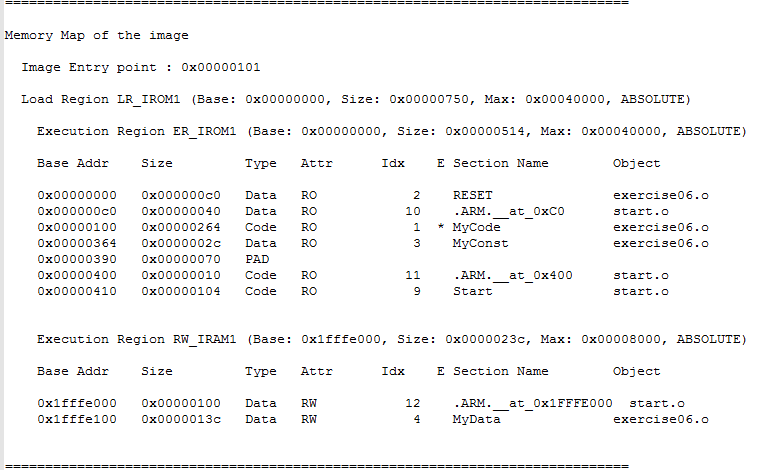 ==============================================================================
Memory Map of the image
Image Entry point : 0x00000101
Load Region LR_IROM1 (Base: 0x00000000, Size: 0x00000750, Max: 0x00040000, ABSOLUTE)
Execution Region ER_IROM1 (Base: 0x00000000, Size: 0x00000514, Max: 0x00040000, ABSOLUTE)
Base Addr    Size         Type   Attr      Idx    E Section Name        Object
0x00000000   0x000000c0   Data   RO            2    RESET               exercise06.o
0x000000c0   0x00000040   Data   RO           10    .ARM.__at_0xC0      start.o
0x00000100   0x00000264   Code   RO            1  * MyCode              exercise06.o
0x00000364   0x0000002c   Data   RO            3    MyConst             exercise06.o
0x00000390   0x00000070   PAD
0x00000400   0x00000010   Code   RO           11    .ARM.__at_0x400     start.o
0x00000410   0x00000104   Code   RO            9    Start               start.o
Execution Region RW_IRAM1 (Base: 0x1fffe000, Size: 0x0000023c, Max: 0x00008000, ABSOLUTE)
Base Addr    Size         Type   Attr      Idx    E Section Name        Object
0x1fffe000   0x00000100   Data   RW           12    .ARM.__at_0x1FFFE000  start.o
0x1fffe100   0x0000013c   Data   RW            4    MyData              exercise06.o
==============================================================================